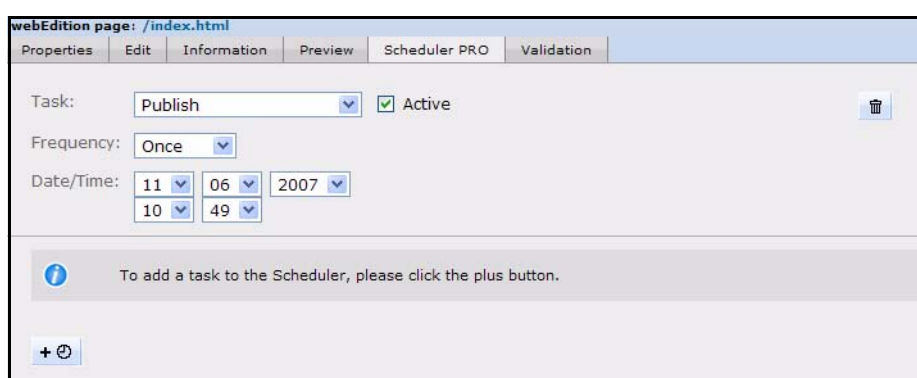 webEdition page: /index.html
Properties Edit Information Preview Scheduler PRO Validation
Task: Publish Active
Frequency: Once
Date/Time: 11 06 2007
10 49
To add a task to the Scheduler, please click the plus button.